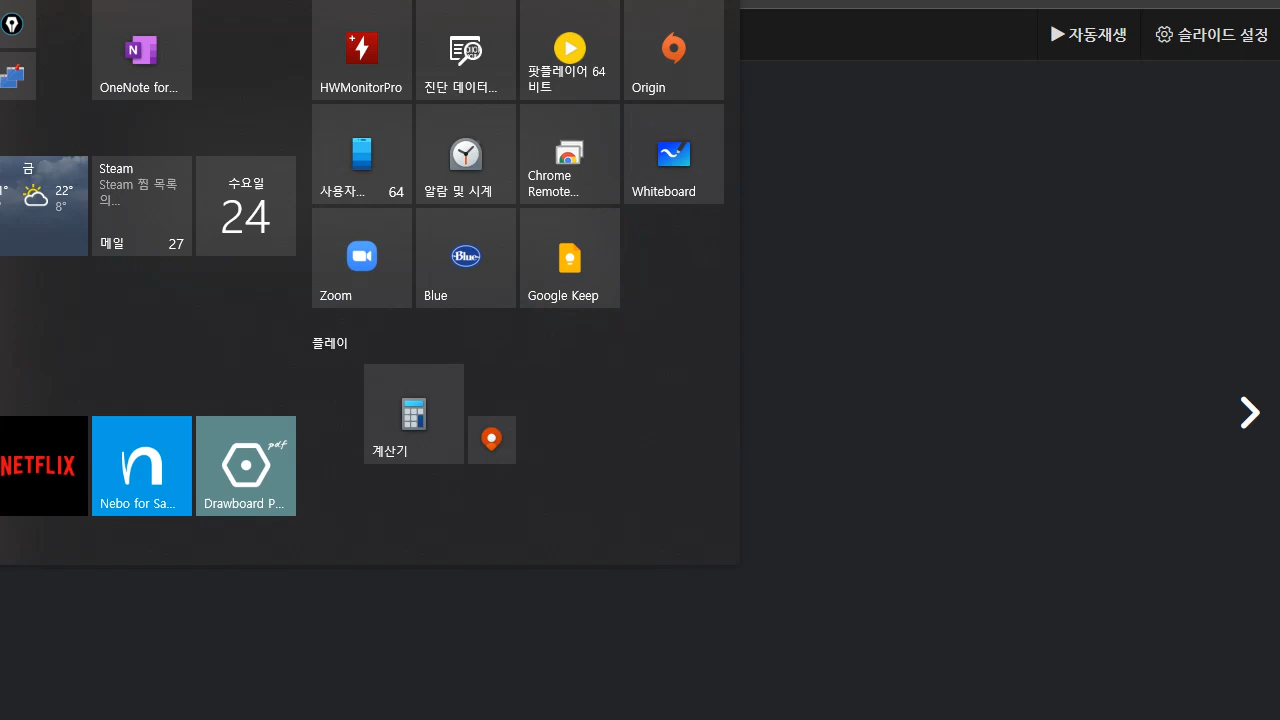 자동재생
슬라이드 설정
OneNote for...
HWMonitorPro
진단 데이터...
팟플레이어 64
비트
Origin
금
22°
8°
Steam
Steam 찜 목록
의...
메일 27
수요일
24
사용자... 64
알람 및 시계
Chrome
Remote...
Whiteboard
Zoom
Blue
Blue
Google Keep
플레이
계산기
NETFLIX
Nebo for Sa...
pdf
Drawboard P...